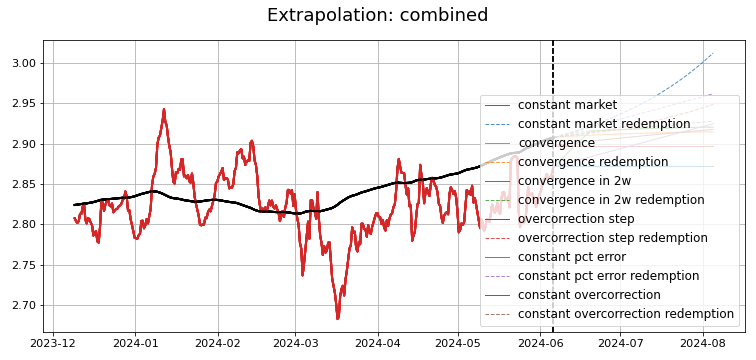 Extrapolation: combined
3.00
2.95
2.90
2.85
2.80
2.75
2.70
constant market
constant market redemption
convergence
convergence redemption
convergence in 2w
convergence in 2w redemption
overcorrection step
overcorrection step redemption
constant pct error
constant pct error redemption
constant overcorrection
constant overcorrection redemption
2023-12 2024-01 2024-02 2024-03 2024-04 2024-05 2024-06 2024-07 2024-08